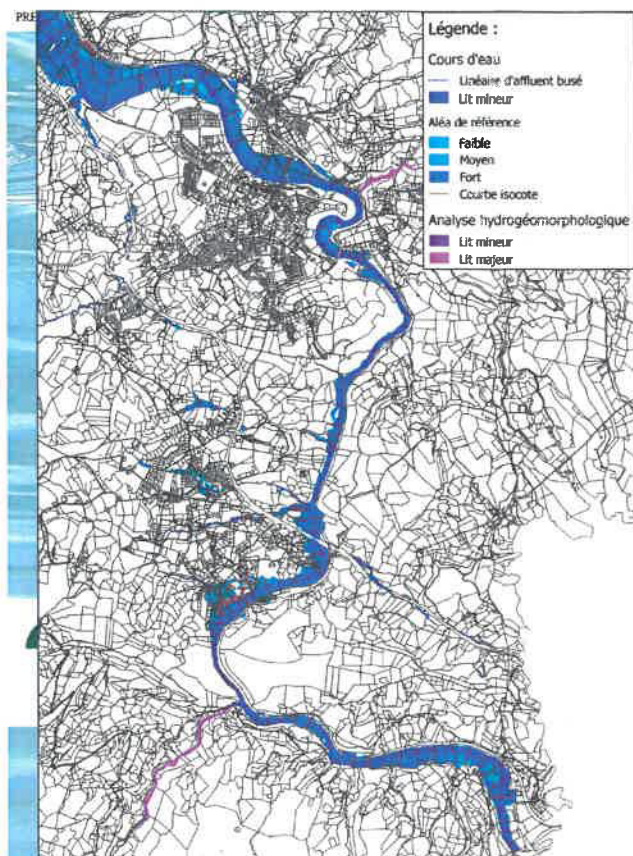 PRE
Légende :
Cours d'eau
Linéaire d'affluent busé
Lit mineur
Aléa de référence
Faible
Moyen
Fort
Courbe isocote
Analyse hydrogéomorphologique
Lit mineur
Lit majeur